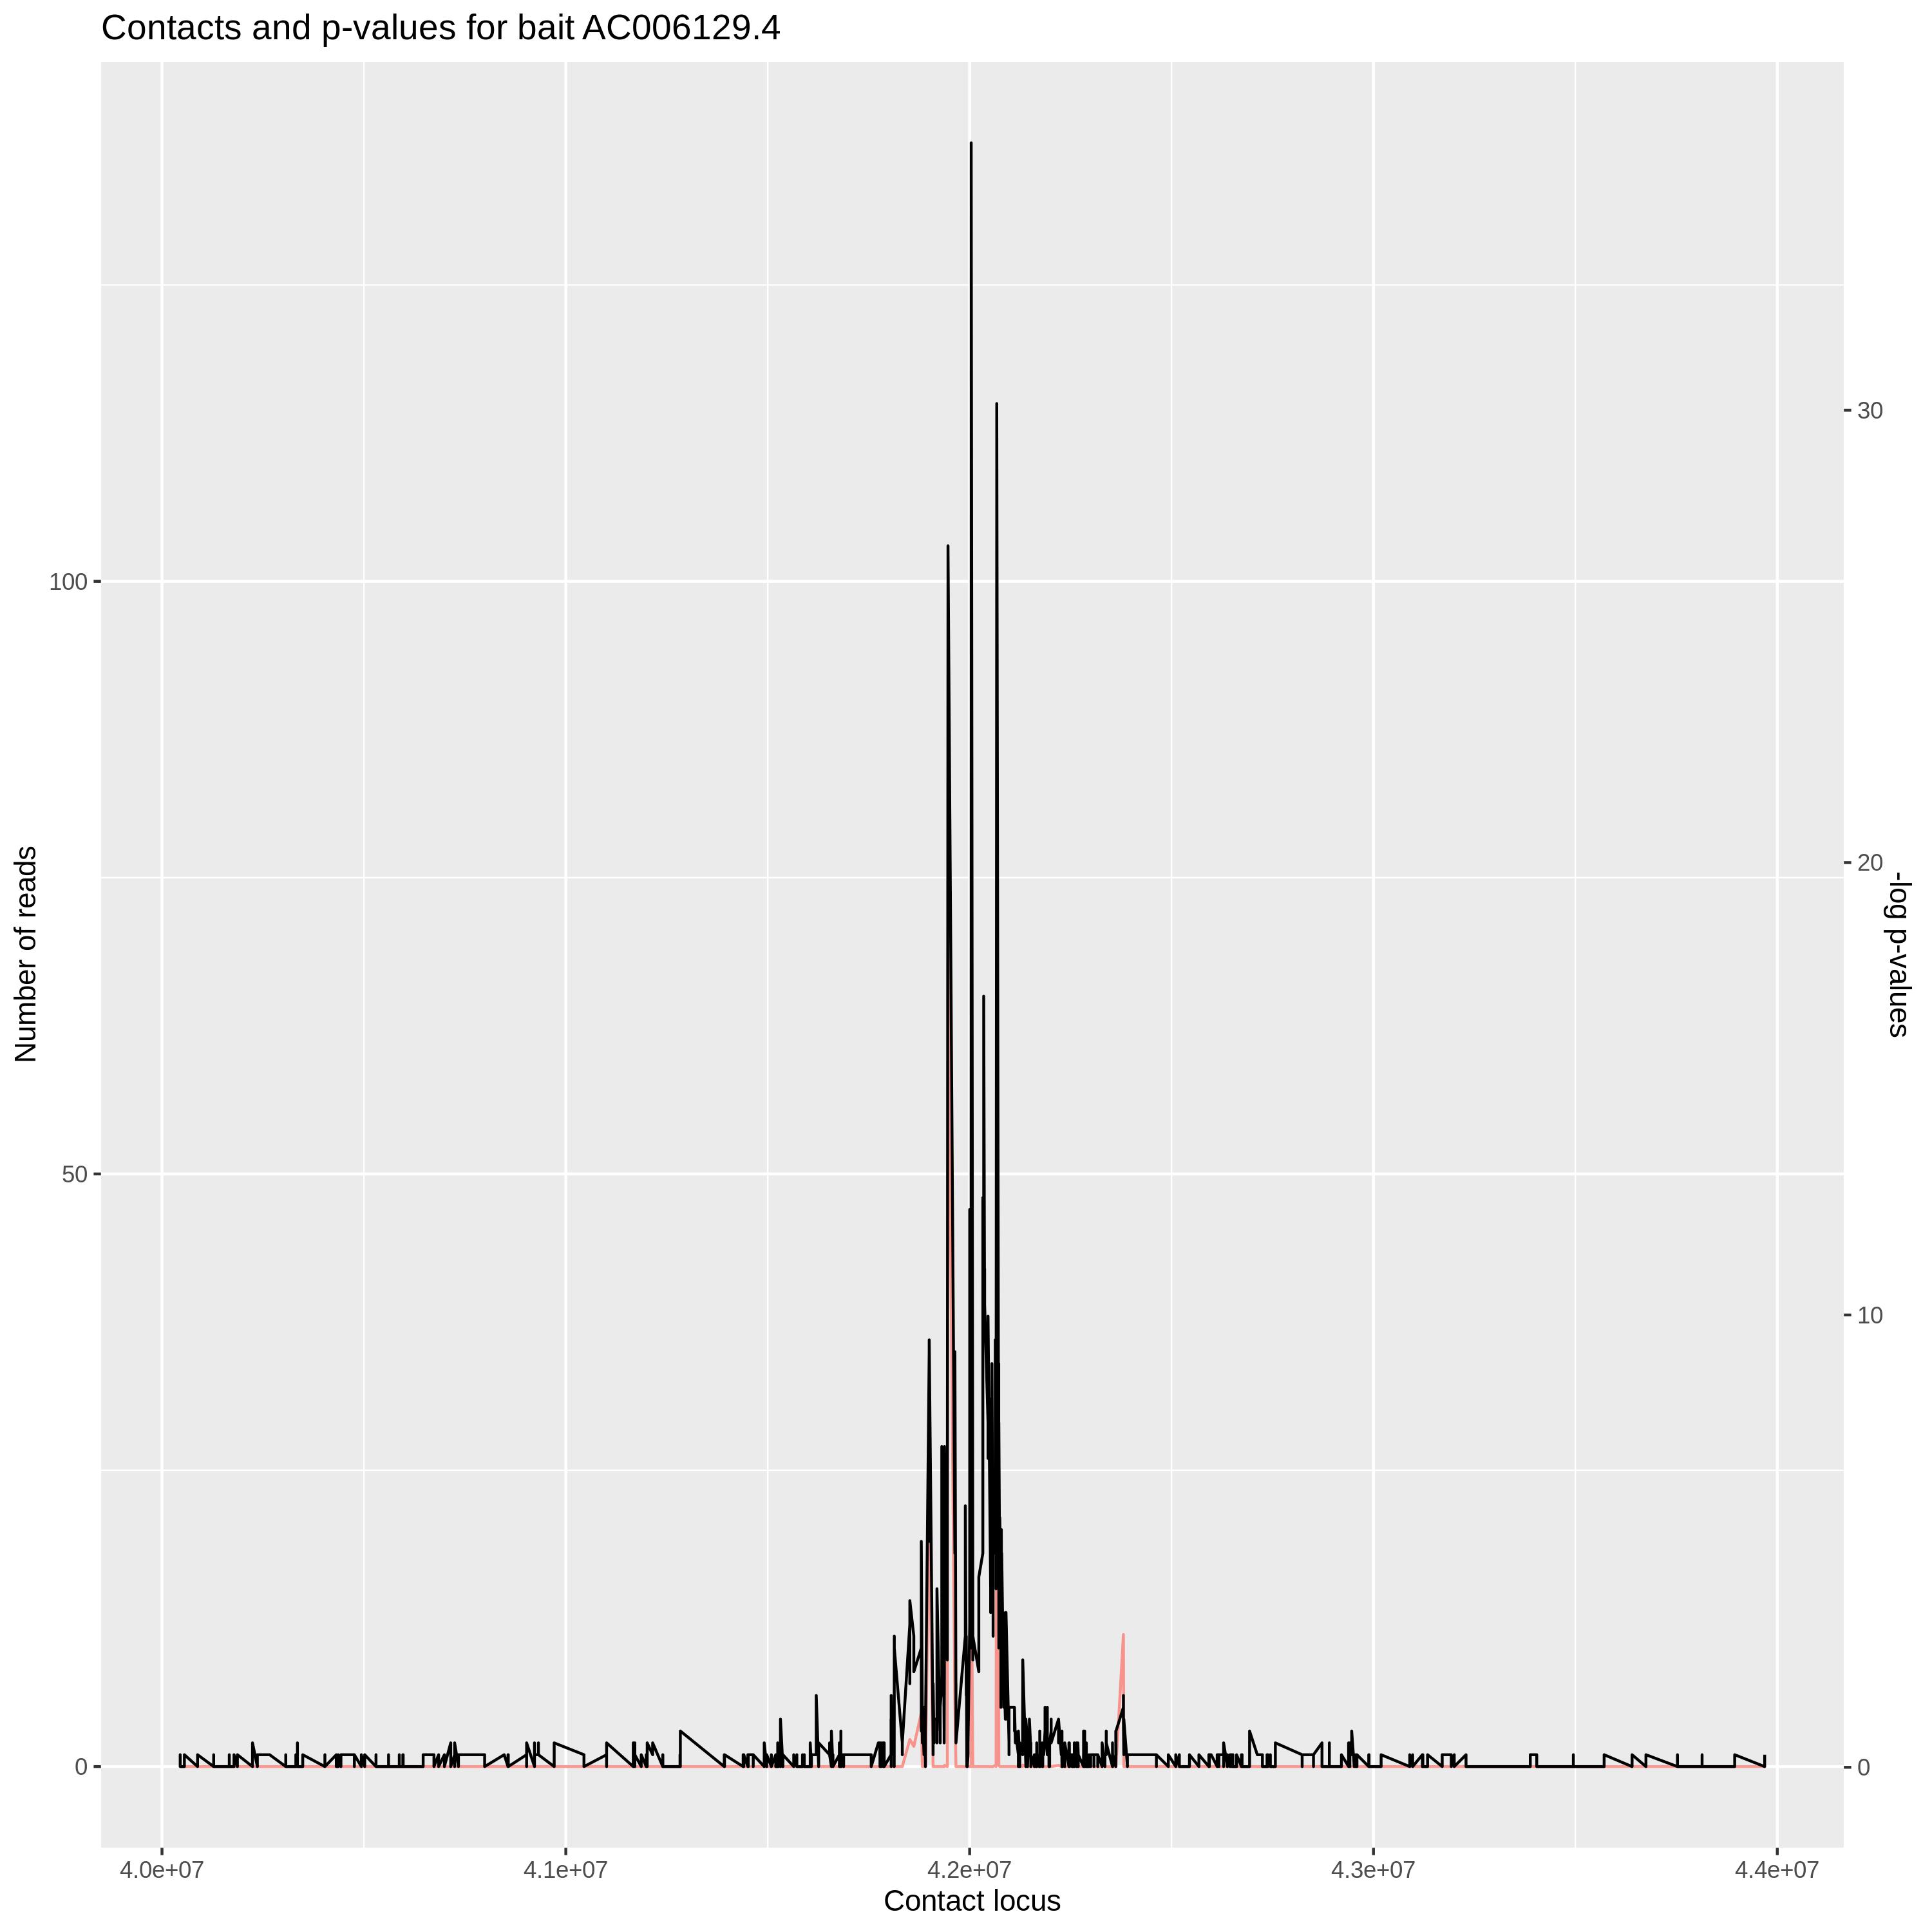 Contacts and p-values for bait AC006129.4
Number of reads
100
50
0
30
20
10
0
-log p-values
4.0e+07 4.1e+07 4.2e+07 4.3e+07 4.4e+07
Contact locus